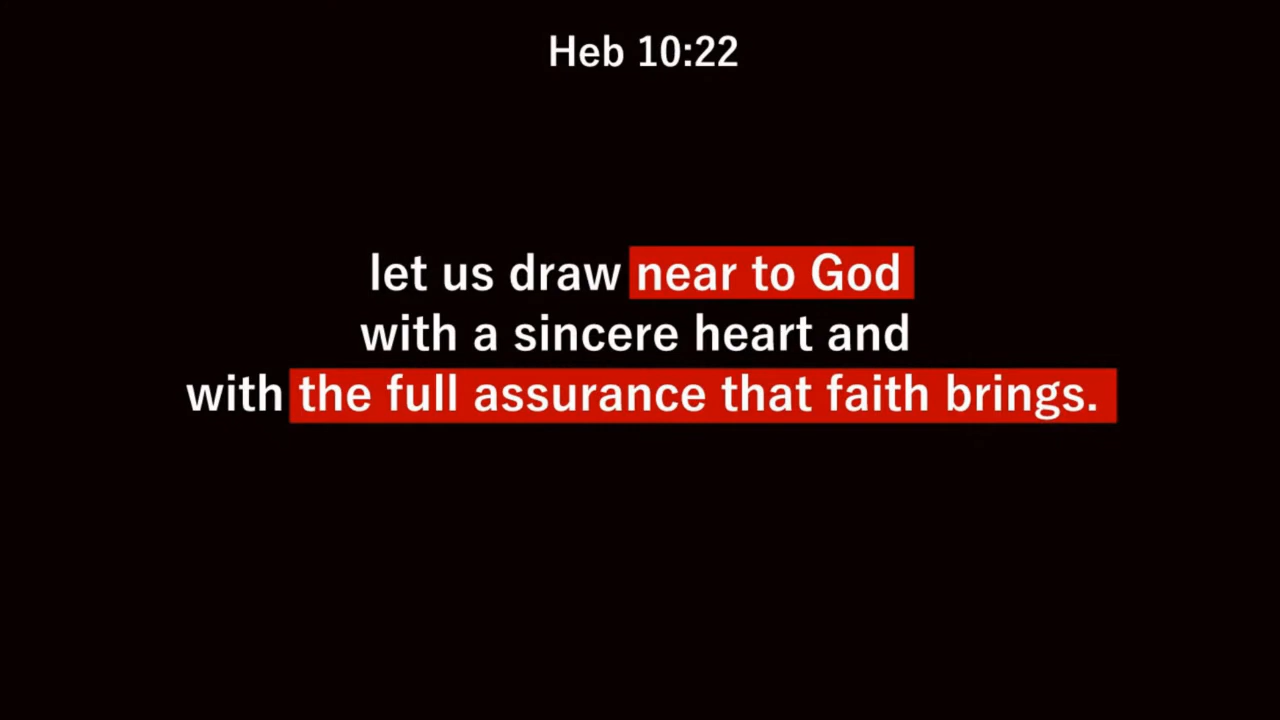 Heb 10:22
let us draw near to God
with a sincere heart and
with the full assurance that faith brings.